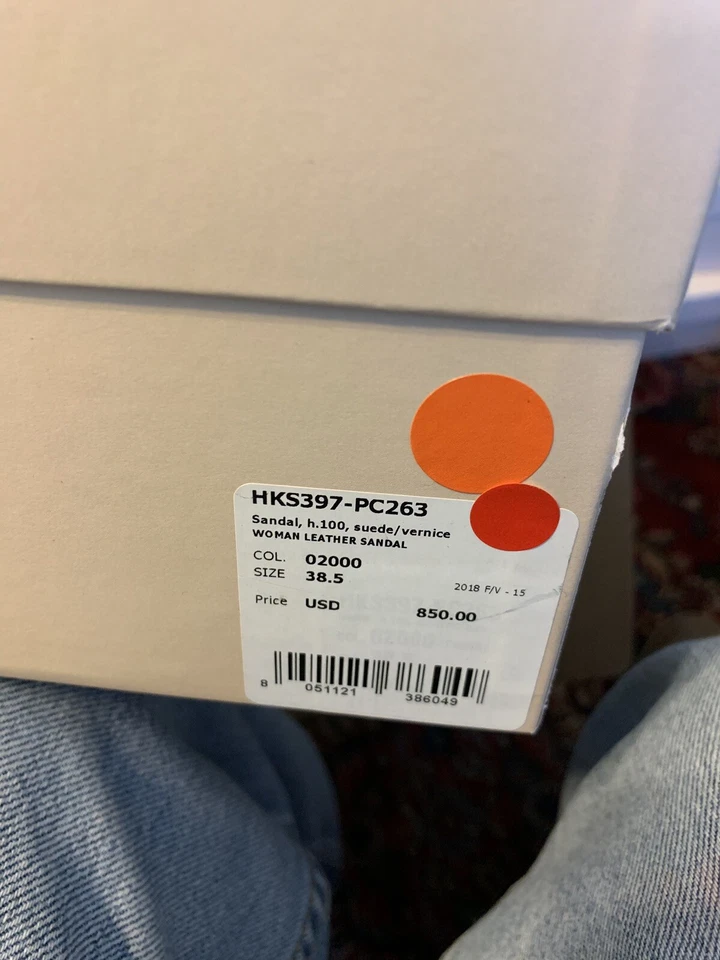 HKS397-PC263
Sandal, h.100, suede/vernice
WOMAN LEATHER SANDAL
COL. 02000
SIZE 38.5
2018 F/V - 15
Price USD 850.00
8 051121 386049